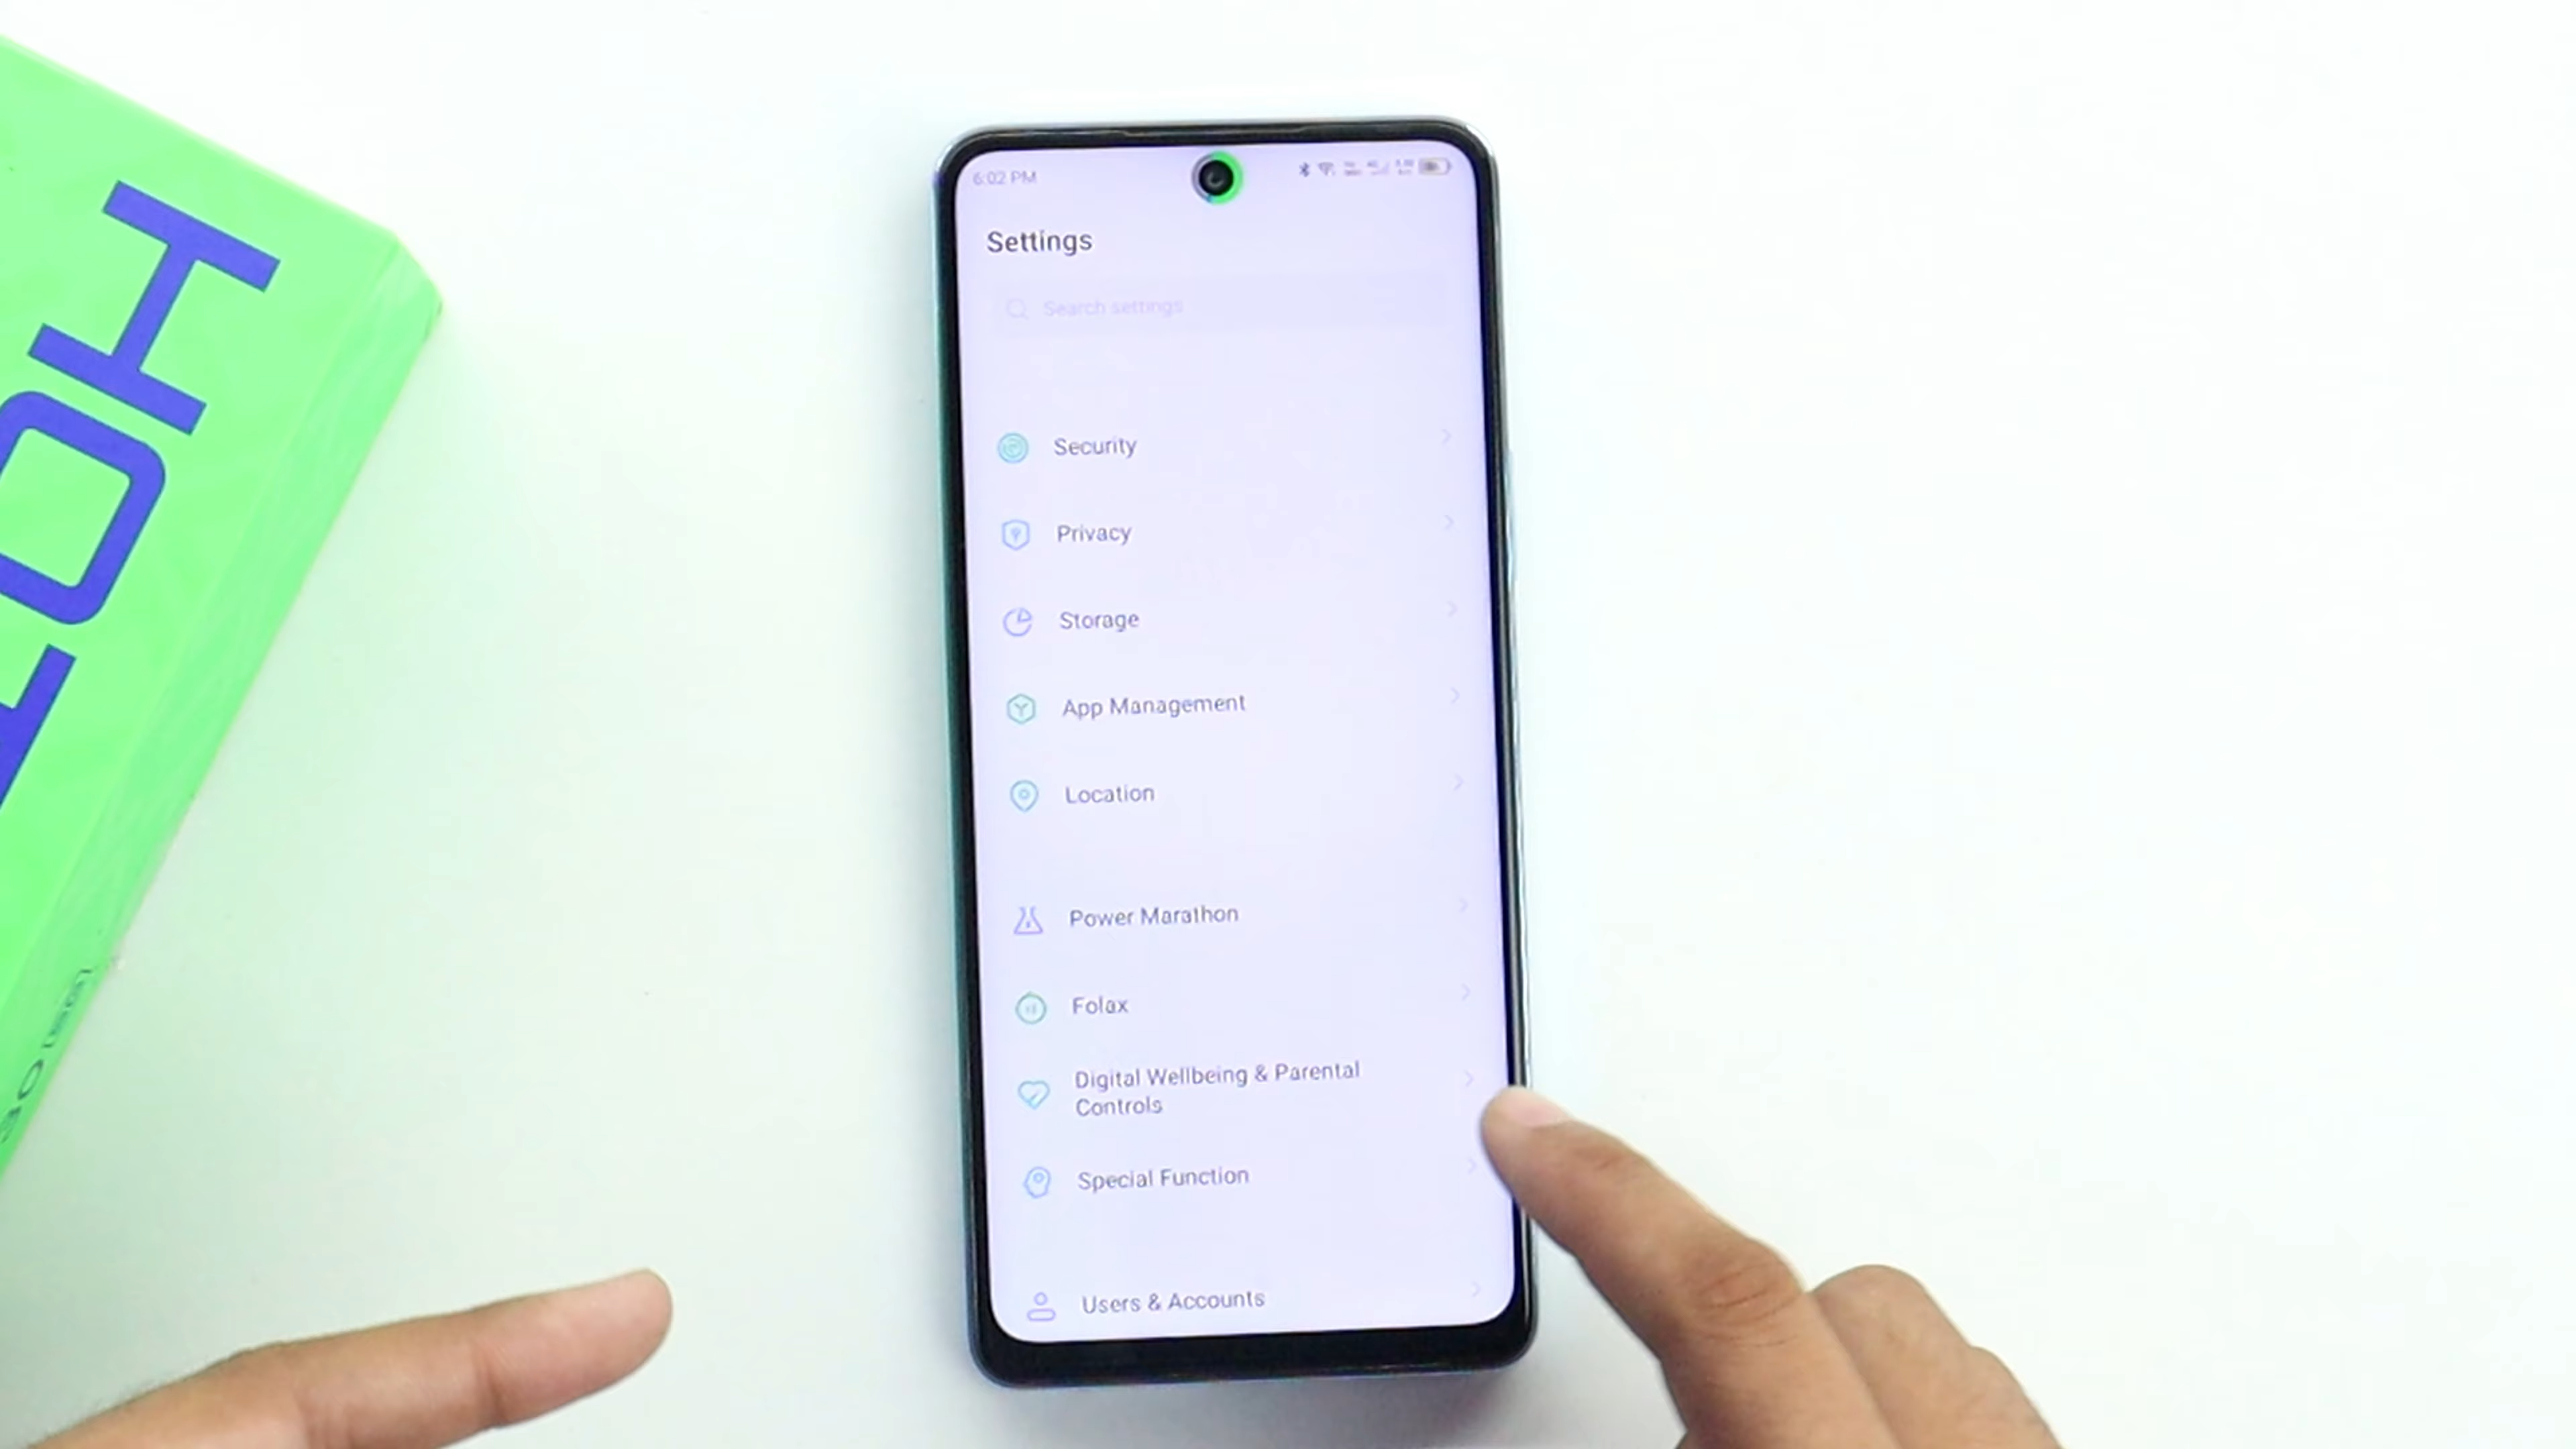 HOT
6:02 PM
Settings
Search settings
Security
Privacy
Storage
App Management
Location
Power Marathon
Folax
Digital Wellbeing & Parental
Controls
Special Function
Users & Accounts